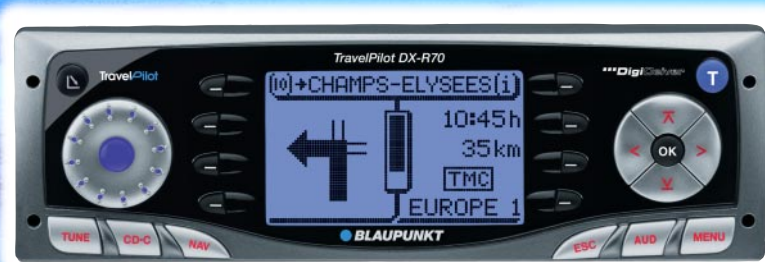 TravelPilot DX-R70
TravelPilot
DigiCeiver
T
[10]→CHAMPS-ELYSEES[i]
10:45h
35km
TMC
EUROPE 1
OK
TUNE
CD·C
NAV
BLAUPUNKT
ESC
AUD
MENU